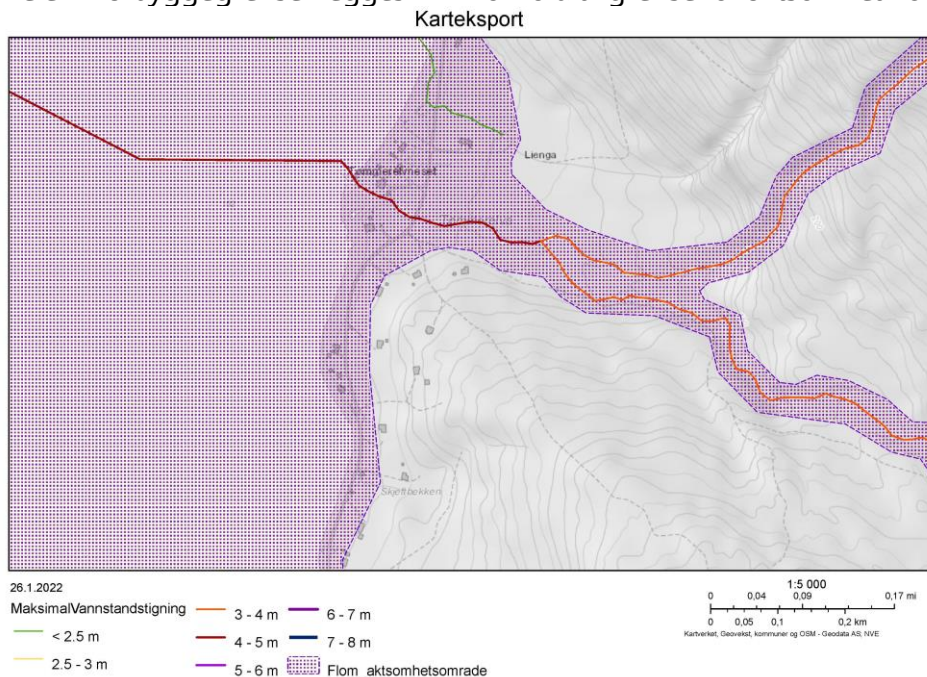 Karteksport
Lienga
Skjeftbekken
26.1.2022
MaksimalVannstandstigning
< 2.5 m
2.5 - 3 m
3 - 4 m
4 - 5 m
5 - 6 m
6 - 7 m
7 - 8 m
Flom aktsomhetsomrade
1:5 000
0 0,04 0,09 0,17 mi
0 0,05 0,1 0,2 km
Kartverket, Geovekst, kommuner og OSM - Geodata AS, NVE